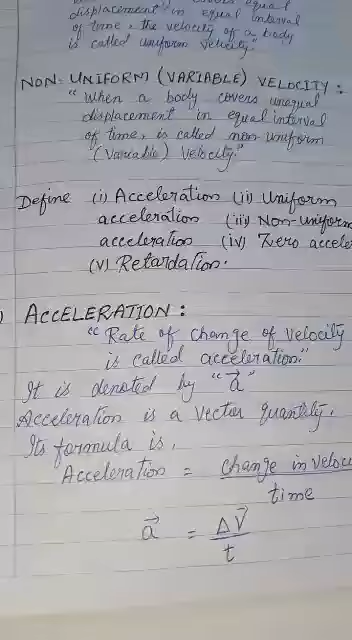 equal
displacement in equal interval
of time, the velocity of a body
is called uniform velocity."
NON-UNIFORM (VARIABLE) VELOCITY:
"When a body covers unequal
displacement in equal interval
of time, is called non-uniform
(variable) velocity."
Define (i) Acceleration (ii) Uniform
acceleration (iii) Non-uniform
acceleration (iv) Zero accele
(v) Retardation.
ACCELERATION:
"Rate of change of velocity
is called acceleration."
It is denoted by "a⃗"
Acceleration is a vector quantity.
Its formula is,
Acceleration = change in veloc
time
a⃗ = ΔV⃗
t